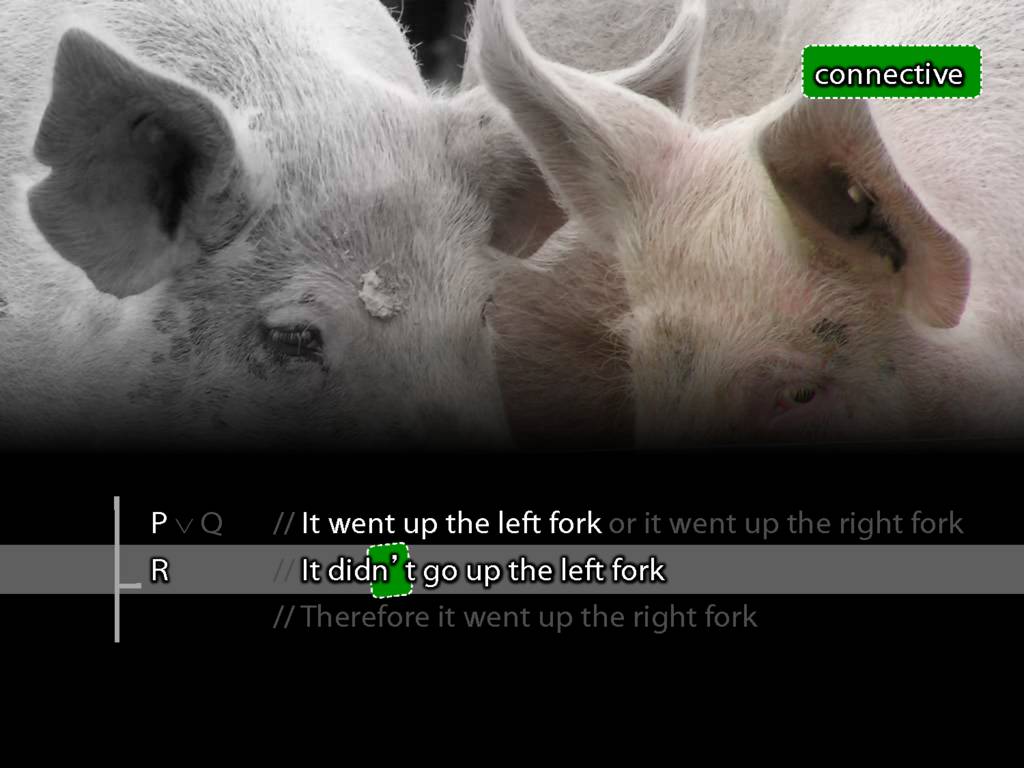 connective
P ∨ Q // It went up the left fork or it went up the right fork
R // It didn’t go up the left fork
// Therefore it went up the right fork